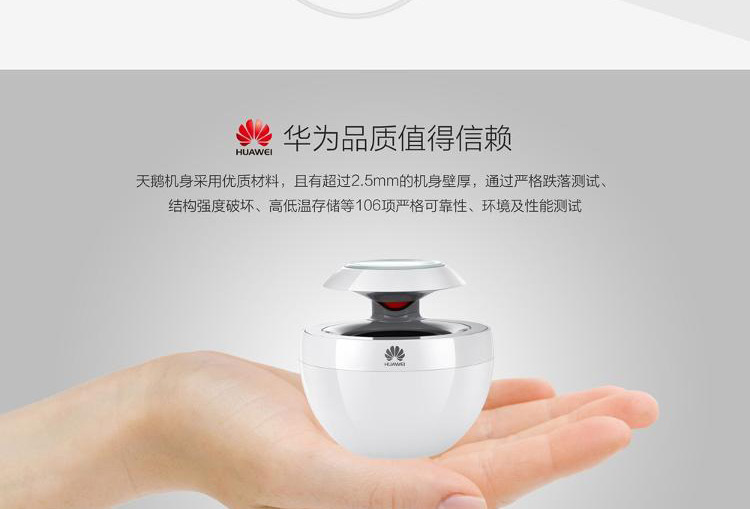 HUAWEI
华为品质值得信赖
天鹅机身采用优质材料，且有超过2.5mm的机身壁厚，通过严格跌落测试、
结构强度破坏、高低温存储等106项严格可靠性、环境及性能测试
HUAWEI